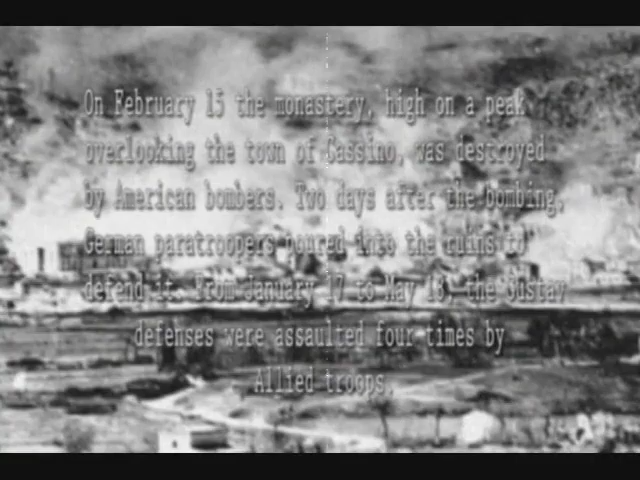 On February 15 the monastery, high on a peak
overlooking the town of Cassino, was destroyed
by American bombers. Two days after the bombing,
German paratroopers poured into the ruins to
defend it. From January 17 to May 18, the Gustav
defenses were assaulted four times by
Allied troops.